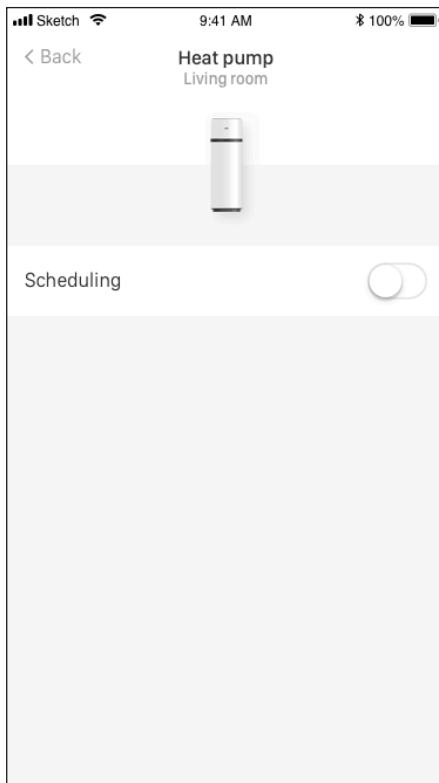 Sketch 9:41 AM 100%
< Back
Heat pump
Living room
Scheduling